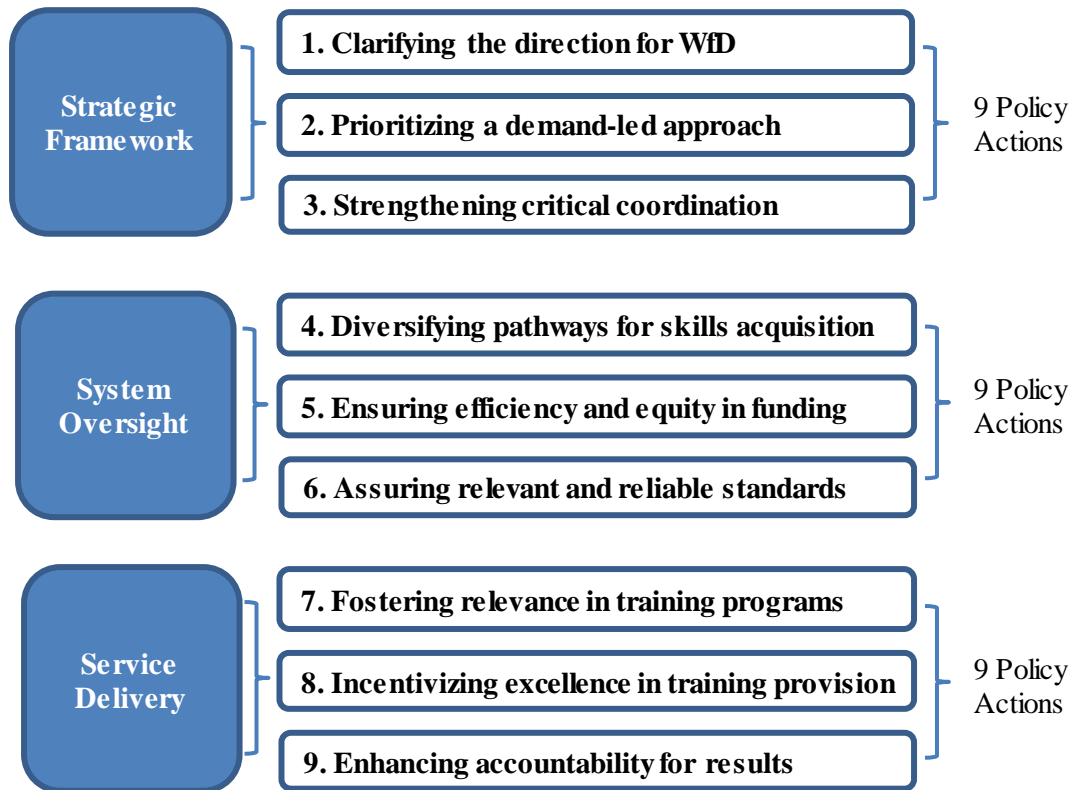 Strategic
Framework
1. Clarifying the direction for WfD
2. Prioritizing a demand-led approach
3. Strengthening critical coordination
9 Policy
Actions
System
Oversight
4. Diversifying pathways for skills acquisition
5. Ensuring efficiency and equity in funding
6. Assuring relevant and reliable standards
9 Policy
Actions
Service
Delivery
7. Fostering relevance in training programs
8. Incentivizing excellence in training provision
9. Enhancing accountability for results
9 Policy
Actions